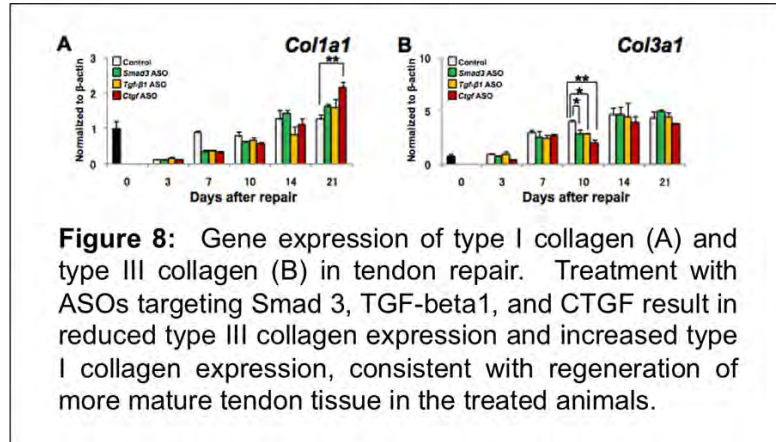 A
Col1a1
Control
Smad3 ASO
Tgf-β1 ASO
Ctgf ASO
**
Normalized to β-actin
3
2
1
0
0 3 7 10 14 21
Days after repair
B
Col3a1
Control
Smad3 ASO
Tgf-β1 ASO
Ctgf ASO
**
*
*
Normalized to β-actin
10
5
0
0 3 7 10 14 21
Days after repair
Figure 8: Gene expression of type I collagen (A) and
type III collagen (B) in tendon repair. Treatment with
ASOs targeting Smad 3, TGF-beta1, and CTGF result in
reduced type III collagen expression and increased type
I collagen expression, consistent with regeneration of
more mature tendon tissue in the treated animals.